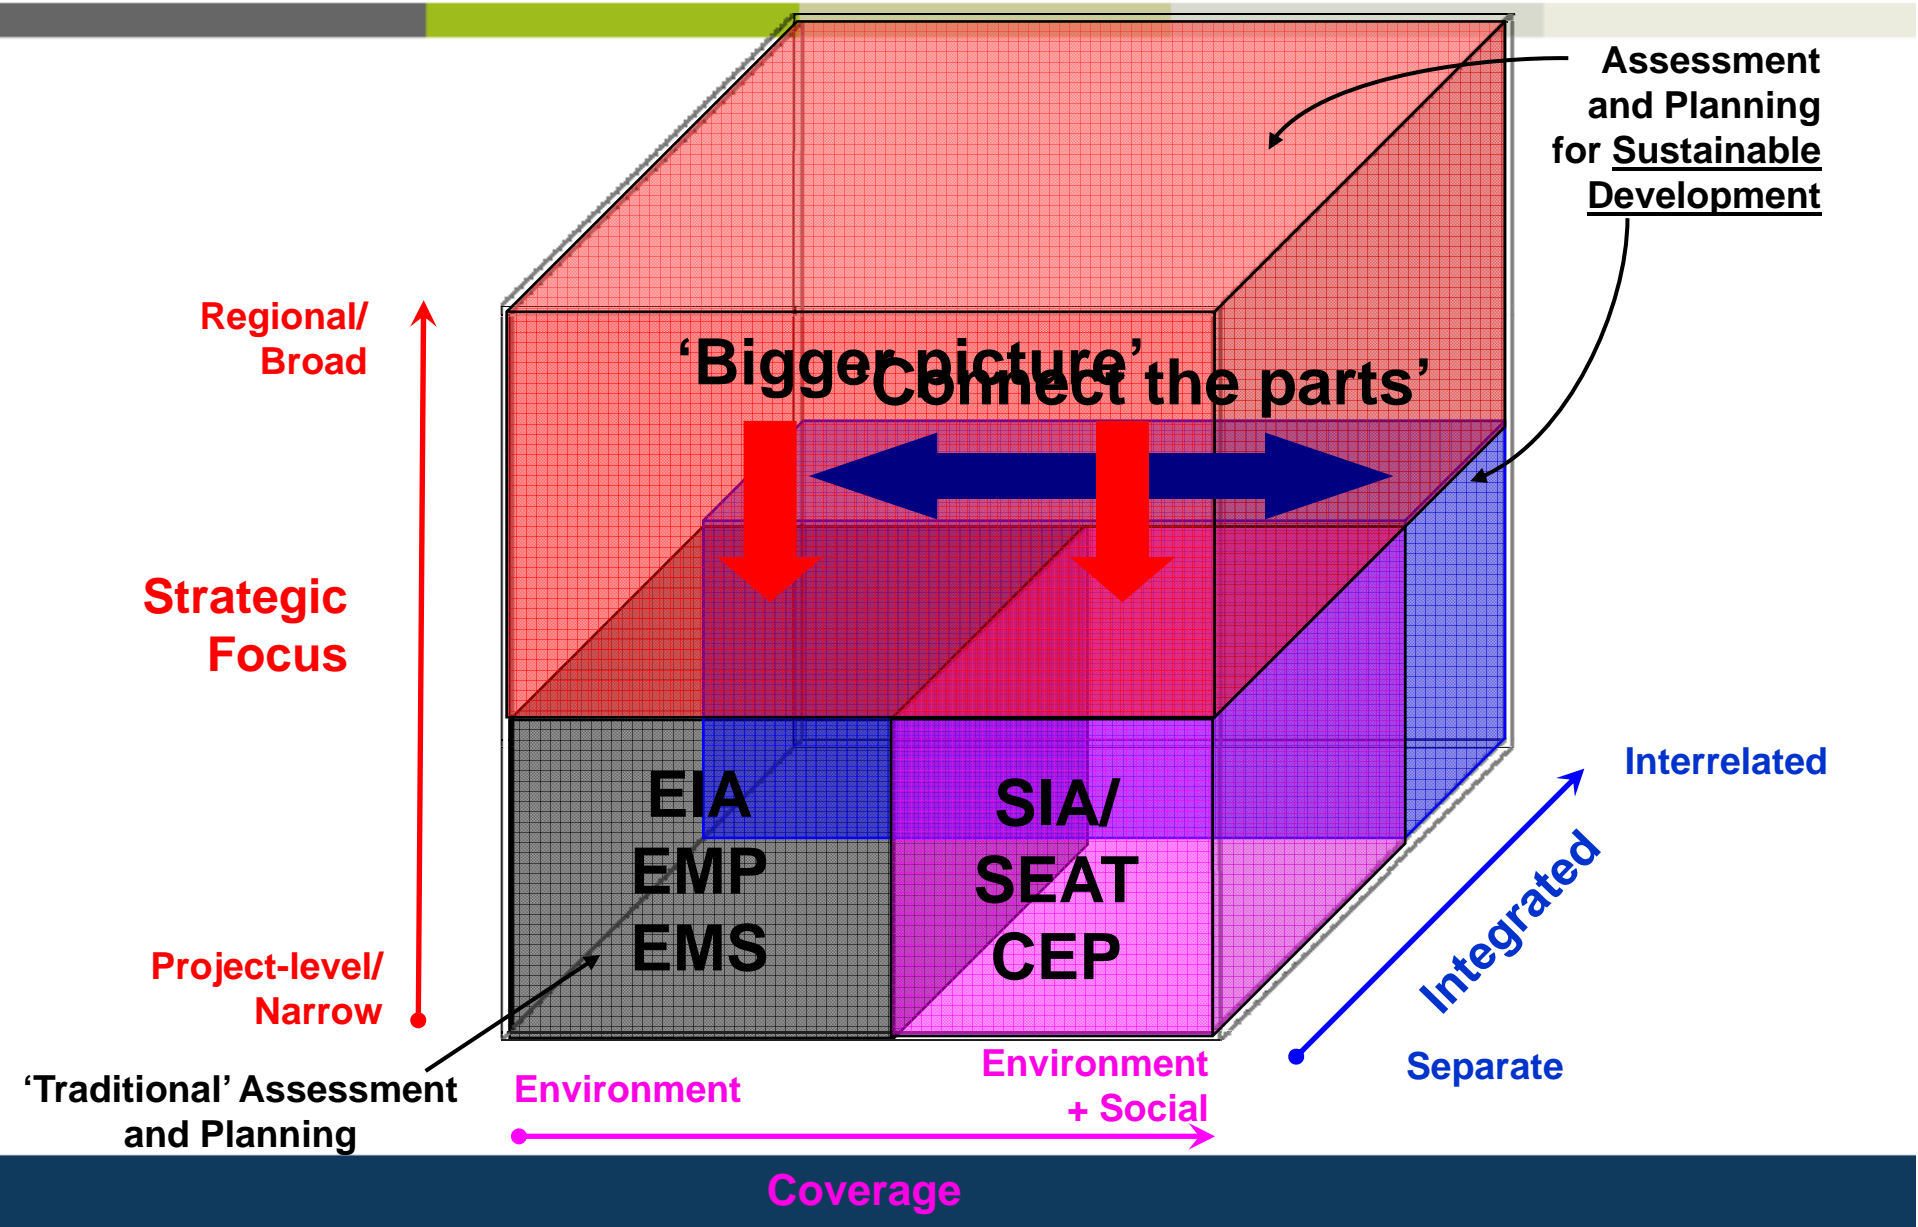 Assessment
and Planning
for Sustainable
Development
Regional/
Broad
‘Bigger picture’
‘Connect the parts’
Strategic
Focus
EIA
EMP
EMS
SIA/
SEAT
CEP
Interrelated
Integrated
Separate
Project-level/
Narrow
‘Traditional’ Assessment
and Planning
Environment
Environment
+ Social
Coverage